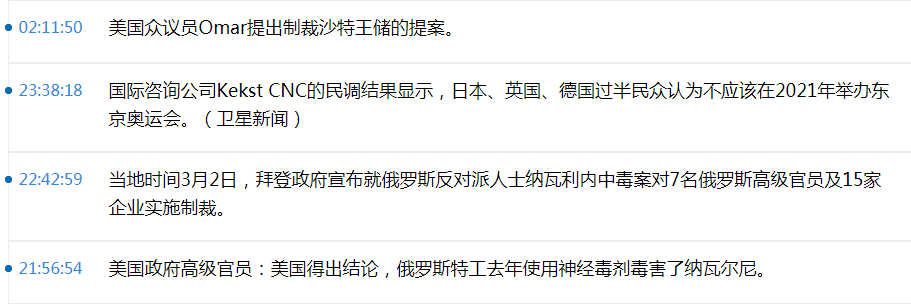 02:11:50 美国众议员Omar提出制裁沙特王储的提案。
23:38:18 国际咨询公司Kekst CNC的民调结果显示，日本、英国、德国过半民众认为不应该在2021年举办东
京奥运会。（卫星新闻）
22:42:59 当地时间3月2日，拜登政府宣布就俄罗斯反对派人士纳瓦利内中毒案对7名俄罗斯高级官员及15家
企业实施制裁。
21:56:54 美国政府高级官员：美国得出结论，俄罗斯特工去年使用神经毒剂毒害了纳瓦尔尼。